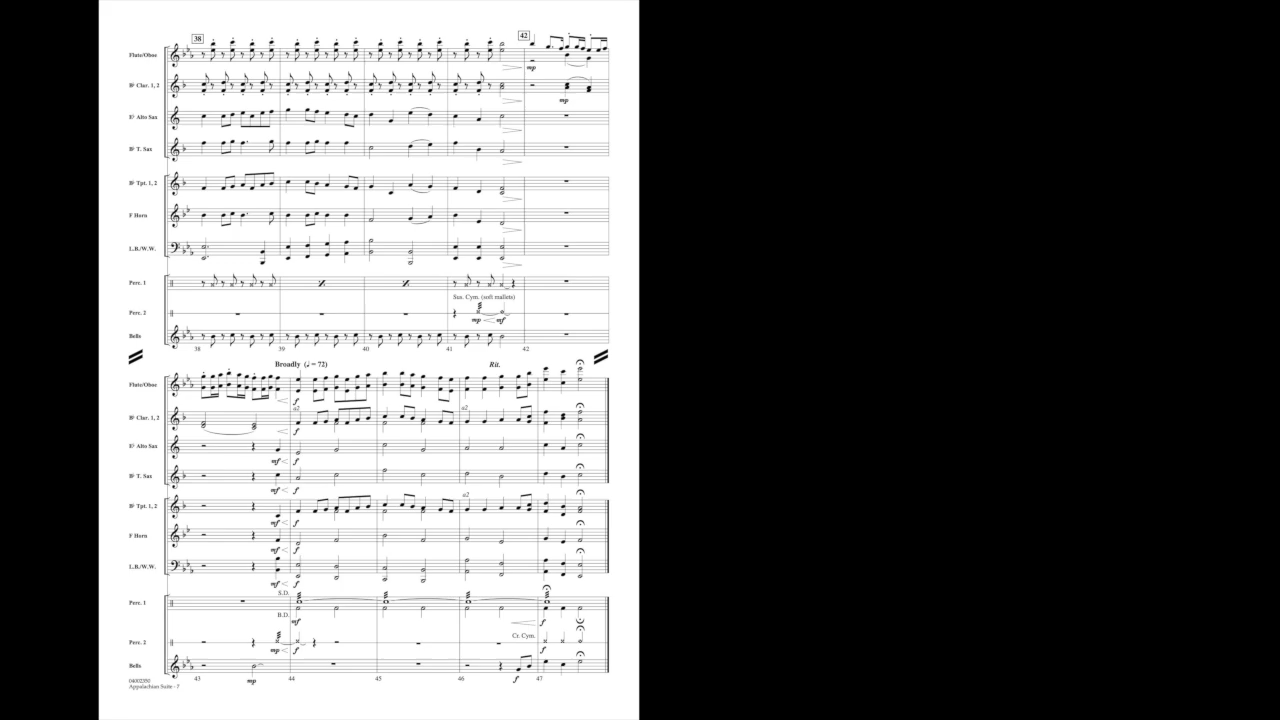 38
42
Flute/Oboe
mp
B♭ Clar. 1, 2
mp
E♭ Alto Sax
B♭ T. Sax
B♭ Tpt. 1, 2
F Horn
L.B./W.W.
Perc. 1
Sus. Cym. (soft mallets)
Perc. 2
mp mf
Bells
38 39 40 41 42
Broadly (♩ = 72) Rit.
Flute/Oboe
f
B♭ Clar. 1, 2
a2 a2
f
E♭ Alto Sax
mf f
B♭ T. Sax
mf f
a2
B♭ Tpt. 1, 2
mf f
F Horn
mf f
L.B./W.W.
mf f
S.D.
Perc. 1
B.D.
mf f
Cr. Cym.
Perc. 2
mp f f
Bells
mp f
43 44 45 46 47
04002350
Appalachian Suite - 7